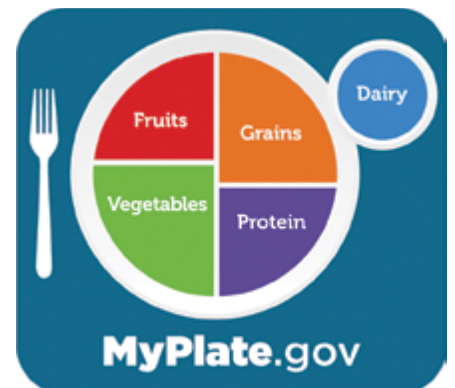 Dairy
Fruits
Grains
Vegetables
Protein
MyPlate.gov